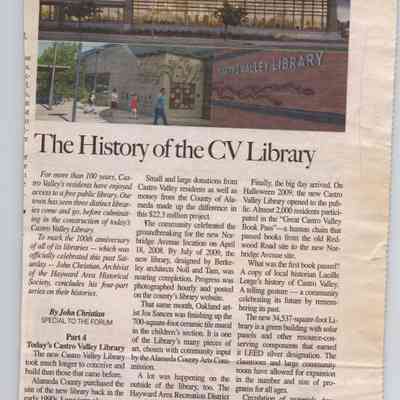 CASTRO VALLEY LIBRARY
The History of the CV Library
For more than 100 years, Cas-
tro Valley's residents have enjoyed
access to a free public library. Our
town has seen three distinct librar-
ies come and go, before culminat-
ing in the construction of today's
Castro Valley Library.
To mark the 100th anniversary
of all of its libraries -- which was
officially celebrated this past Sat-
urday -- John Christian, Archivist
of the Hayward Area Historical
Society, concludes his four-part
series on their histories.
By John Christian
SPECIAL TO THE FORUM
Part 4
Today's Castro Valley Library
The new Castro Valley Library
took much longer to conceive and
build than those that came before.
Alameda County purchased the
site of the new library back in the
early 1990s.
Small and large donations from
Castro Valley residents as well as
money from the County of Ala-
meda made up the difference in
this $22.3 million project.
The community celebrated the
groundbreaking for the new Nor-
bridge Avenue location on April
18, 2008. By July of 2009, the
new library, designed by Berke-
ley architects Noll and Tam, was
nearing completion. Progress was
photographed hourly and posted
on the county's library website.
That same month, Oakland art-
ist Jos Sances was finishing up the
700-square-foot ceramic tile mural
in the children's section. It is one
of the Library's many pieces of
art, chosen with community input
by the Alameda County Arts Com-
mission.
A lot was happening on the
outside of the library, too. The
Hayward Area Recreation District
Finally, the big day arrived. On
Halloween 2009, the new Castro
Valley Library opened to the pub-
lic. Almost 2,000 residents partici-
pated in the "Great Castro Valley
Book Pass"—a human chain that
passed books from the old Red-
wood Road site to the new Nor-
bridge Avenue site.
What was the first book passed?
A copy of local historian Lucille
Lorge's history of Castro Valley.
A telling gesture — a community
celebrating its future by remem-
bering its past.
The new 34,537-square-foot Li-
brary is a green building with solar
panels and other resource-con-
serving components that earned
it LEED silver designation. The
classrooms and large community
room have allowed for expansion
in the number and size of pro-
grams for all ages.
Circulation of materials